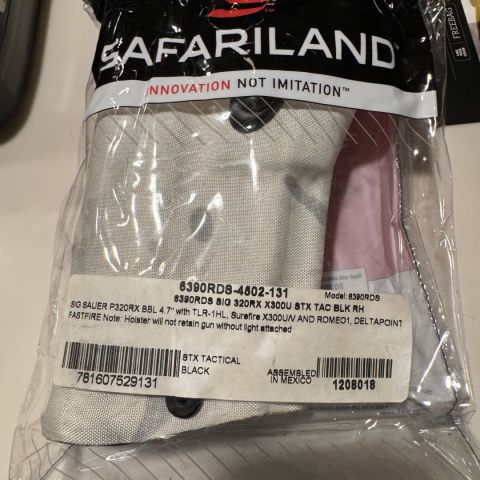 SAFARILAND™
INNOVATION NOT IMITATION™
FREEBAG
6390RDS-4502-131
Model: 6390RDS
6390RDS SIG 320RX X300U STX TAC BLK RH
SIG SAUER P320RX BBL 4.7" with TLR-1HL, Surefire X300U/V AND ROMEO1, DELTAPOINT
FASTFIRE Note: Holster will not retain gun without light attached
STX TACTICAL
BLACK
781607529131
ASSEMBLED
IN MEXICO
1208018